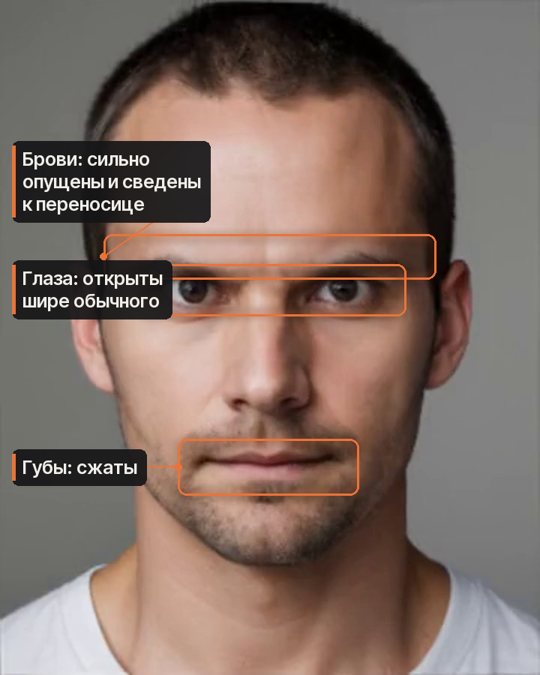 Брови: сильно
опущены и сведены
к переносице
Глаза: открыты
шире обычного
Губы: сжаты